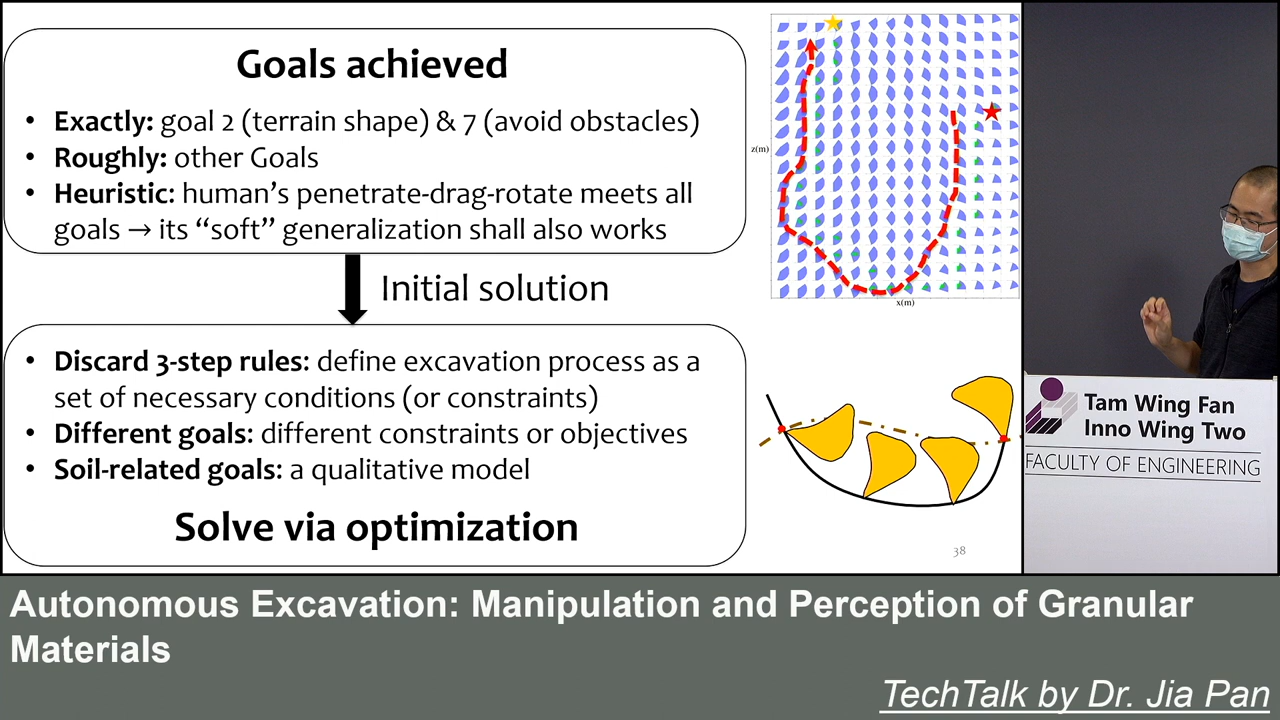 Goals achieved
• Exactly: goal 2 (terrain shape) & 7 (avoid obstacles)
• Roughly: other Goals
• Heuristic: human's penetrate-drag-rotate meets all
goals → its “soft” generalization shall also works
Initial solution
• Discard 3-step rules: define excavation process as a
set of necessary conditions (or constraints)
• Different goals: different constraints or objectives
• Soil-related goals: a qualitative model
Solve via optimization
z(m)
x(m)
38
Tam Wing Fan
Inno Wing Two
FACULTY OF ENGINEERING
Autonomous Excavation: Manipulation and Perception of Granular
Materials
TechTalk by Dr. Jia Pan